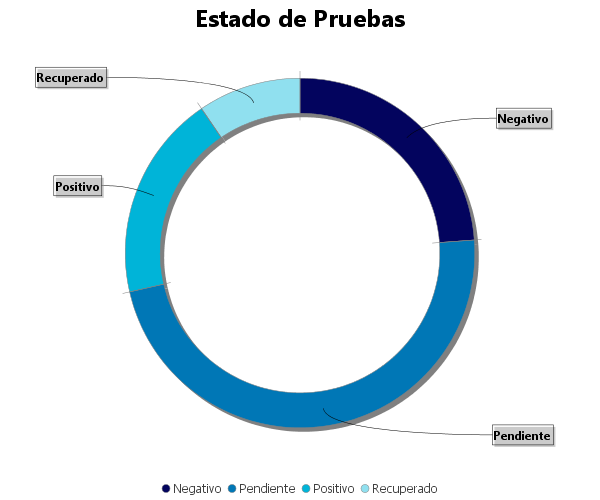 Estado de Pruebas
Recuperado
Negativo
Positivo
Pendiente
Negativo Pendiente Positivo Recuperado